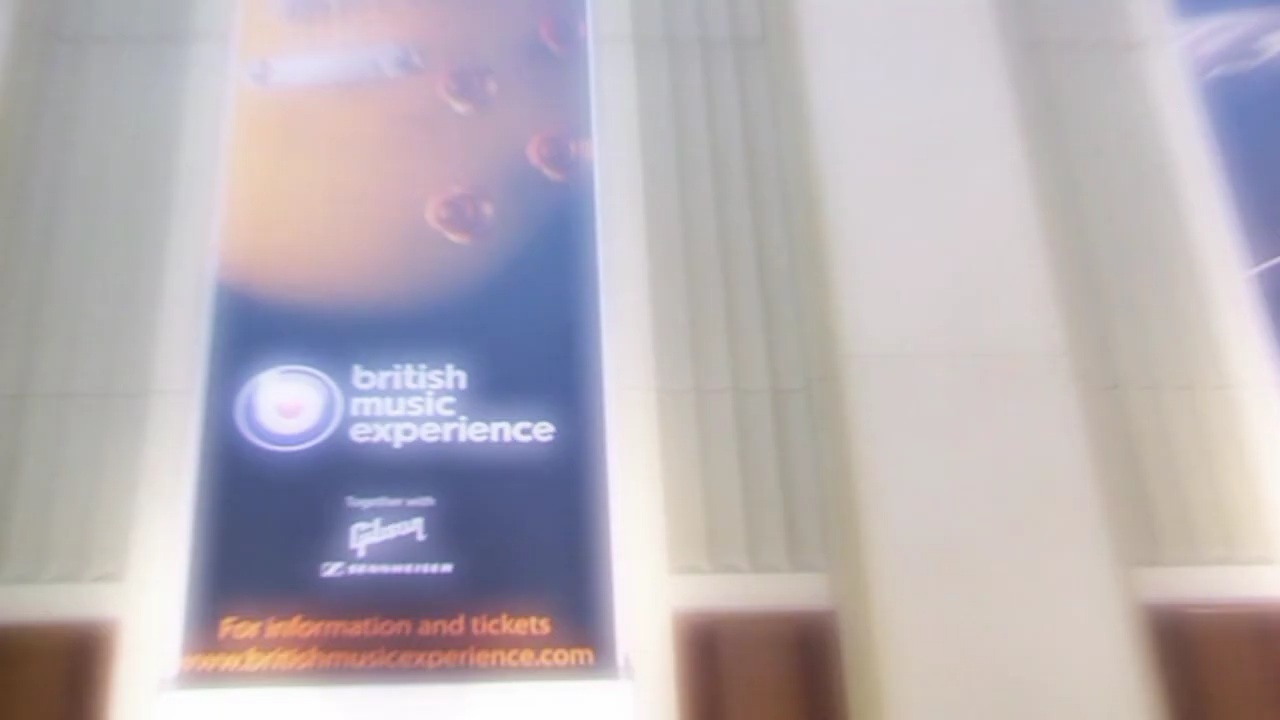 british
music
experience
Together with
Gibson
SENNHEISER
For information and tickets
www.britishmusicexperience.com